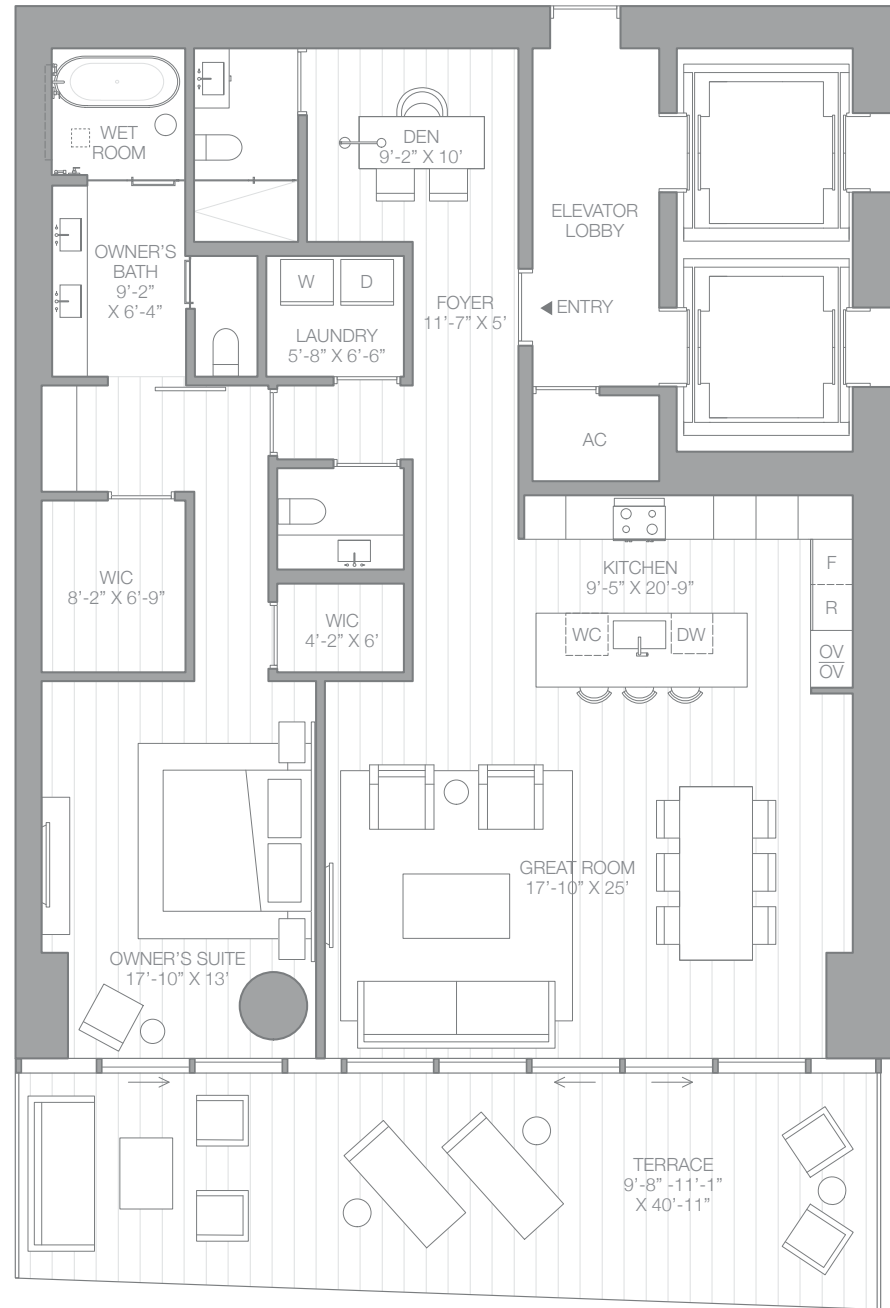 WET
ROOM
DEN
9'-2" X 10'
ELEVATOR
LOBBY
OWNER'S
BATH
9'-2"
X 6'-4"
W
D
LAUNDRY
5'-8" X 6'-6"
FOYER
11'-7" X 5'
ENTRY
AC
KITCHEN
9'-5" X 20'-9"
F
R
OV
OV
WC
DW
WIC
8'-2" X 6'-9"
WIC
4'-2" X 6'
GREAT ROOM
17'-10" X 25'
OWNER'S SUITE
17'-10" X 13'
TERRACE
9'-8" -11'-1"
X 40'-11"